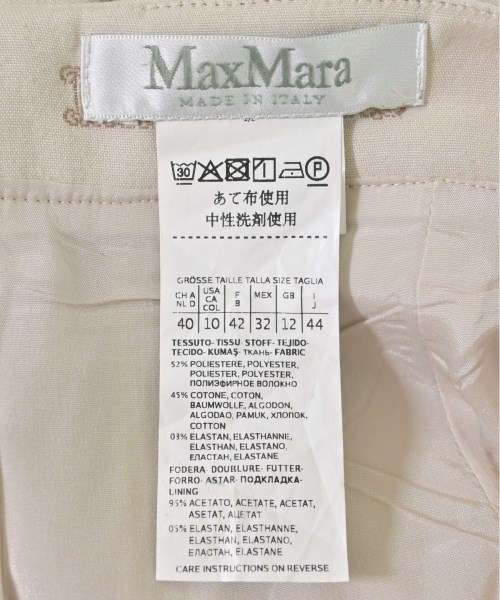 MaxMara
MADE IN ITALY
30 P
あて布使用
中性洗剤使用
GRÖSSE TAILLE TALLA SIZE TAGLIA
CH A NL D USA CA COL F B MEX GB I J
40 10 42 32 12 44
TESSUTO- TISSU- STOFF- TEJIDO-
TECIDO- KUMAŞ- ТКАНЬ- FABRIC
52% POLIESTERE, POLYESTER,
POLIESTER, POLYESTER,
ПОЛИЭФИРНОЕ ВОЛОКНО
45% COTONE, COTON,
BAUMWOLLE, ALGODON,
ALGODAO, PAMUK, ХЛОПОК,
COTTON
03% ELASTAN, ELASTHANNE,
ELASTHAN, ELASTANO,
ЕЛАСТАН, ELASTANE
FODERA- DOUBLURE- FUTTER-
FORRO- ASTAR- ПОДКЛАДКА-
LINING
95% ACETATO, ACETATE, ACETAT,
ASETAT, АЦЕТАТ
05% ELASTAN, ELASTHANNE,
ELASTHAN, ELASTANO,
ЕЛАСТАН, ELASTANE
CARE INSTRUCTIONS ON REVERSE